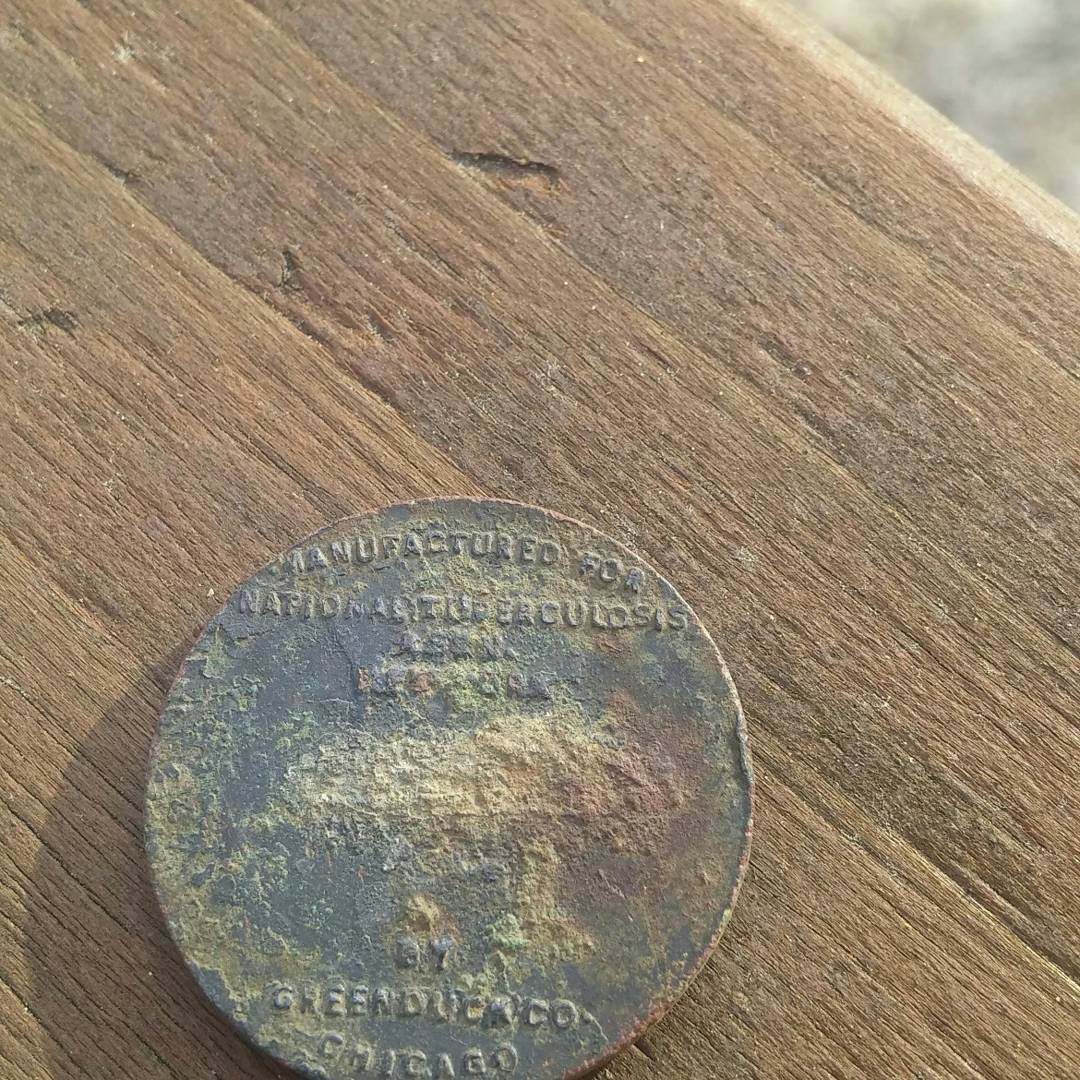 MANUFACTURED FOR
NATIONAL TUBERCULOSIS
ASS'N.
NEW YORK
BY
GREENDUCK CO.
CHICAGO